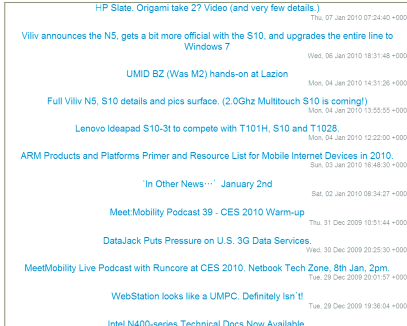 HP Slate. Origami take 2? Video (and very few details.)
Thu, 07 Jan 2010 07:24:40 +000
Viliv announces the N5, gets a bit more official with the S10, and upgrades the entire line to
Windows 7
Wed, 06 Jan 2010 18:31:48 +000
UMID BZ (Was M2) hands-on at Lazion
Mon, 04 Jan 2010 14:31:26 +000
Full Viliv N5, S10 details and pics surface. (2.0Ghz Multitouch S10 is coming!)
Mon, 04 Jan 2010 13:55:55 +000
Lenovo Ideapad S10-3t to compete with T101H, S10 and T1028.
Mon, 04 Jan 2010 12:22:00 +000
ARM Products and Platforms Primer and Resource List for Mobile Internet Devices in 2010.
Sun, 03 Jan 2010 16:48:30 +000
´In Other News…´ January 2nd
Sat, 02 Jan 2010 08:34:27 +000
Meet:Mobility Podcast 39 - CES 2010 Warm-up
Thu, 31 Dec 2009 10:51:44 +000
DataJack Puts Pressure on U.S. 3G Data Services.
Wed, 30 Dec 2009 20:25:30 +000
MeetMobility Live Podcast with Runcore at CES 2010. Netbook Tech Zone, 8th Jan, 2pm.
Tue, 29 Dec 2009 20:01:57 +000
WebStation looks like a UMPC. Definitely Isn´t!
Tue, 29 Dec 2009 19:36:04 +000
Intel N400-series Technical Docs Now Available